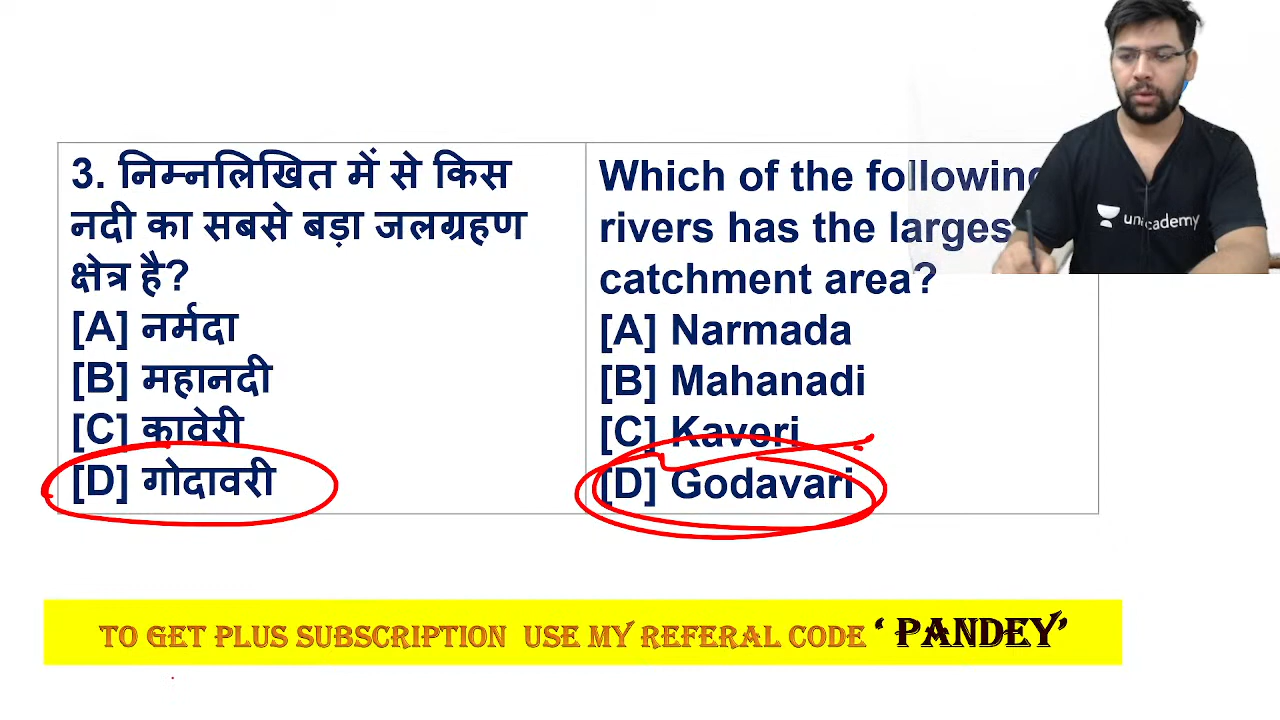 3. निम्नलिखित में से किस
नदी का सबसे बड़ा जलग्रहण
क्षेत्र है?
[A] नर्मदा
[B] महानदी
[C] कावेरी
[D] गोदावरी
Which of the following
rivers has the larges
catchment area?
[A] Narmada
[B] Mahanadi
[C] Kaveri
[D] Godavari
unacademy
TO GET PLUS SUBSCRIPTION USE MY REFERAL CODE ‘ PANDEY’